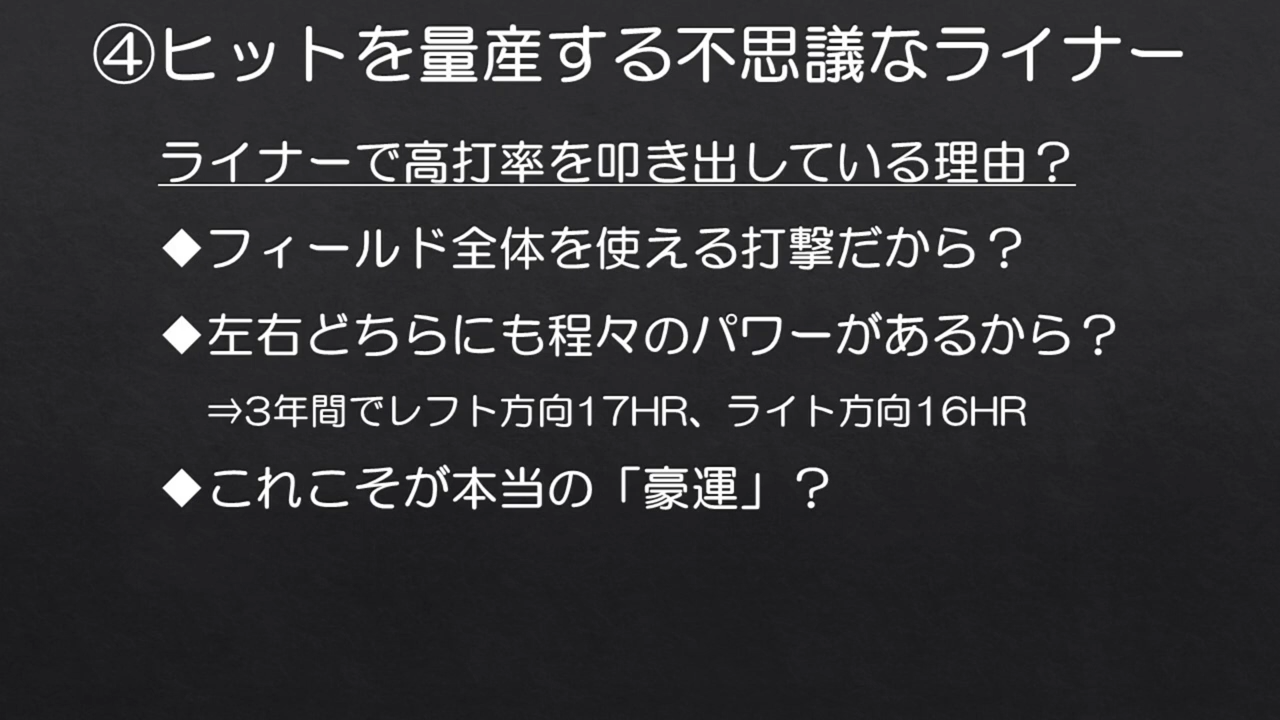 ④ヒットを量産する不思議なライナー
ライナーで高打率を叩き出している理由？
◆フィールド全体を使える打撃だから？
◆左右どちらにも程々のパワーがあるから？
⇒3年間でレフト方向17HR、ライト方向16HR
◆これこそが本当の「豪運」？